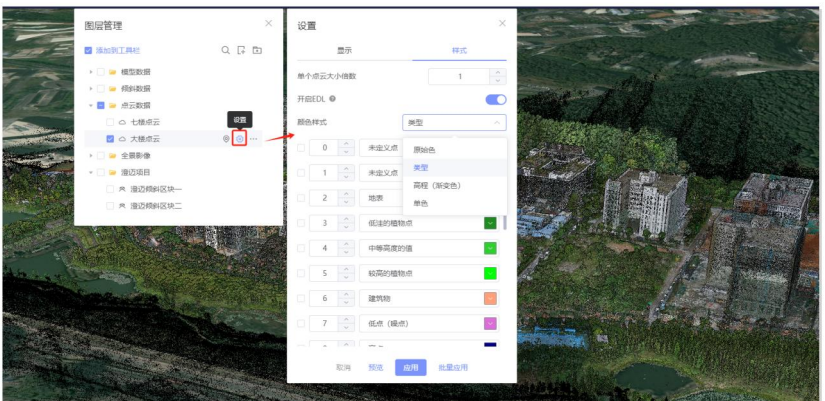 图层管理
添加到工具栏
模型数据
倾斜数据
点云数据
七楼点云
大楼点云
设置
全景影像
澄迈项目
澄迈倾斜区块一
澄迈倾斜区块二
设置
显示
样式
单个点云大小倍数
1
开启EDL
颜色样式
类型
原始色
类型
高程（渐变色）
单色
0
未定义点
1
未定义点
2
地表
3
低洼的植物点
4
中等高度的值
5
较高的植物点
6
建筑物
7
低点（噪点）
取消
预览
应用
批量应用